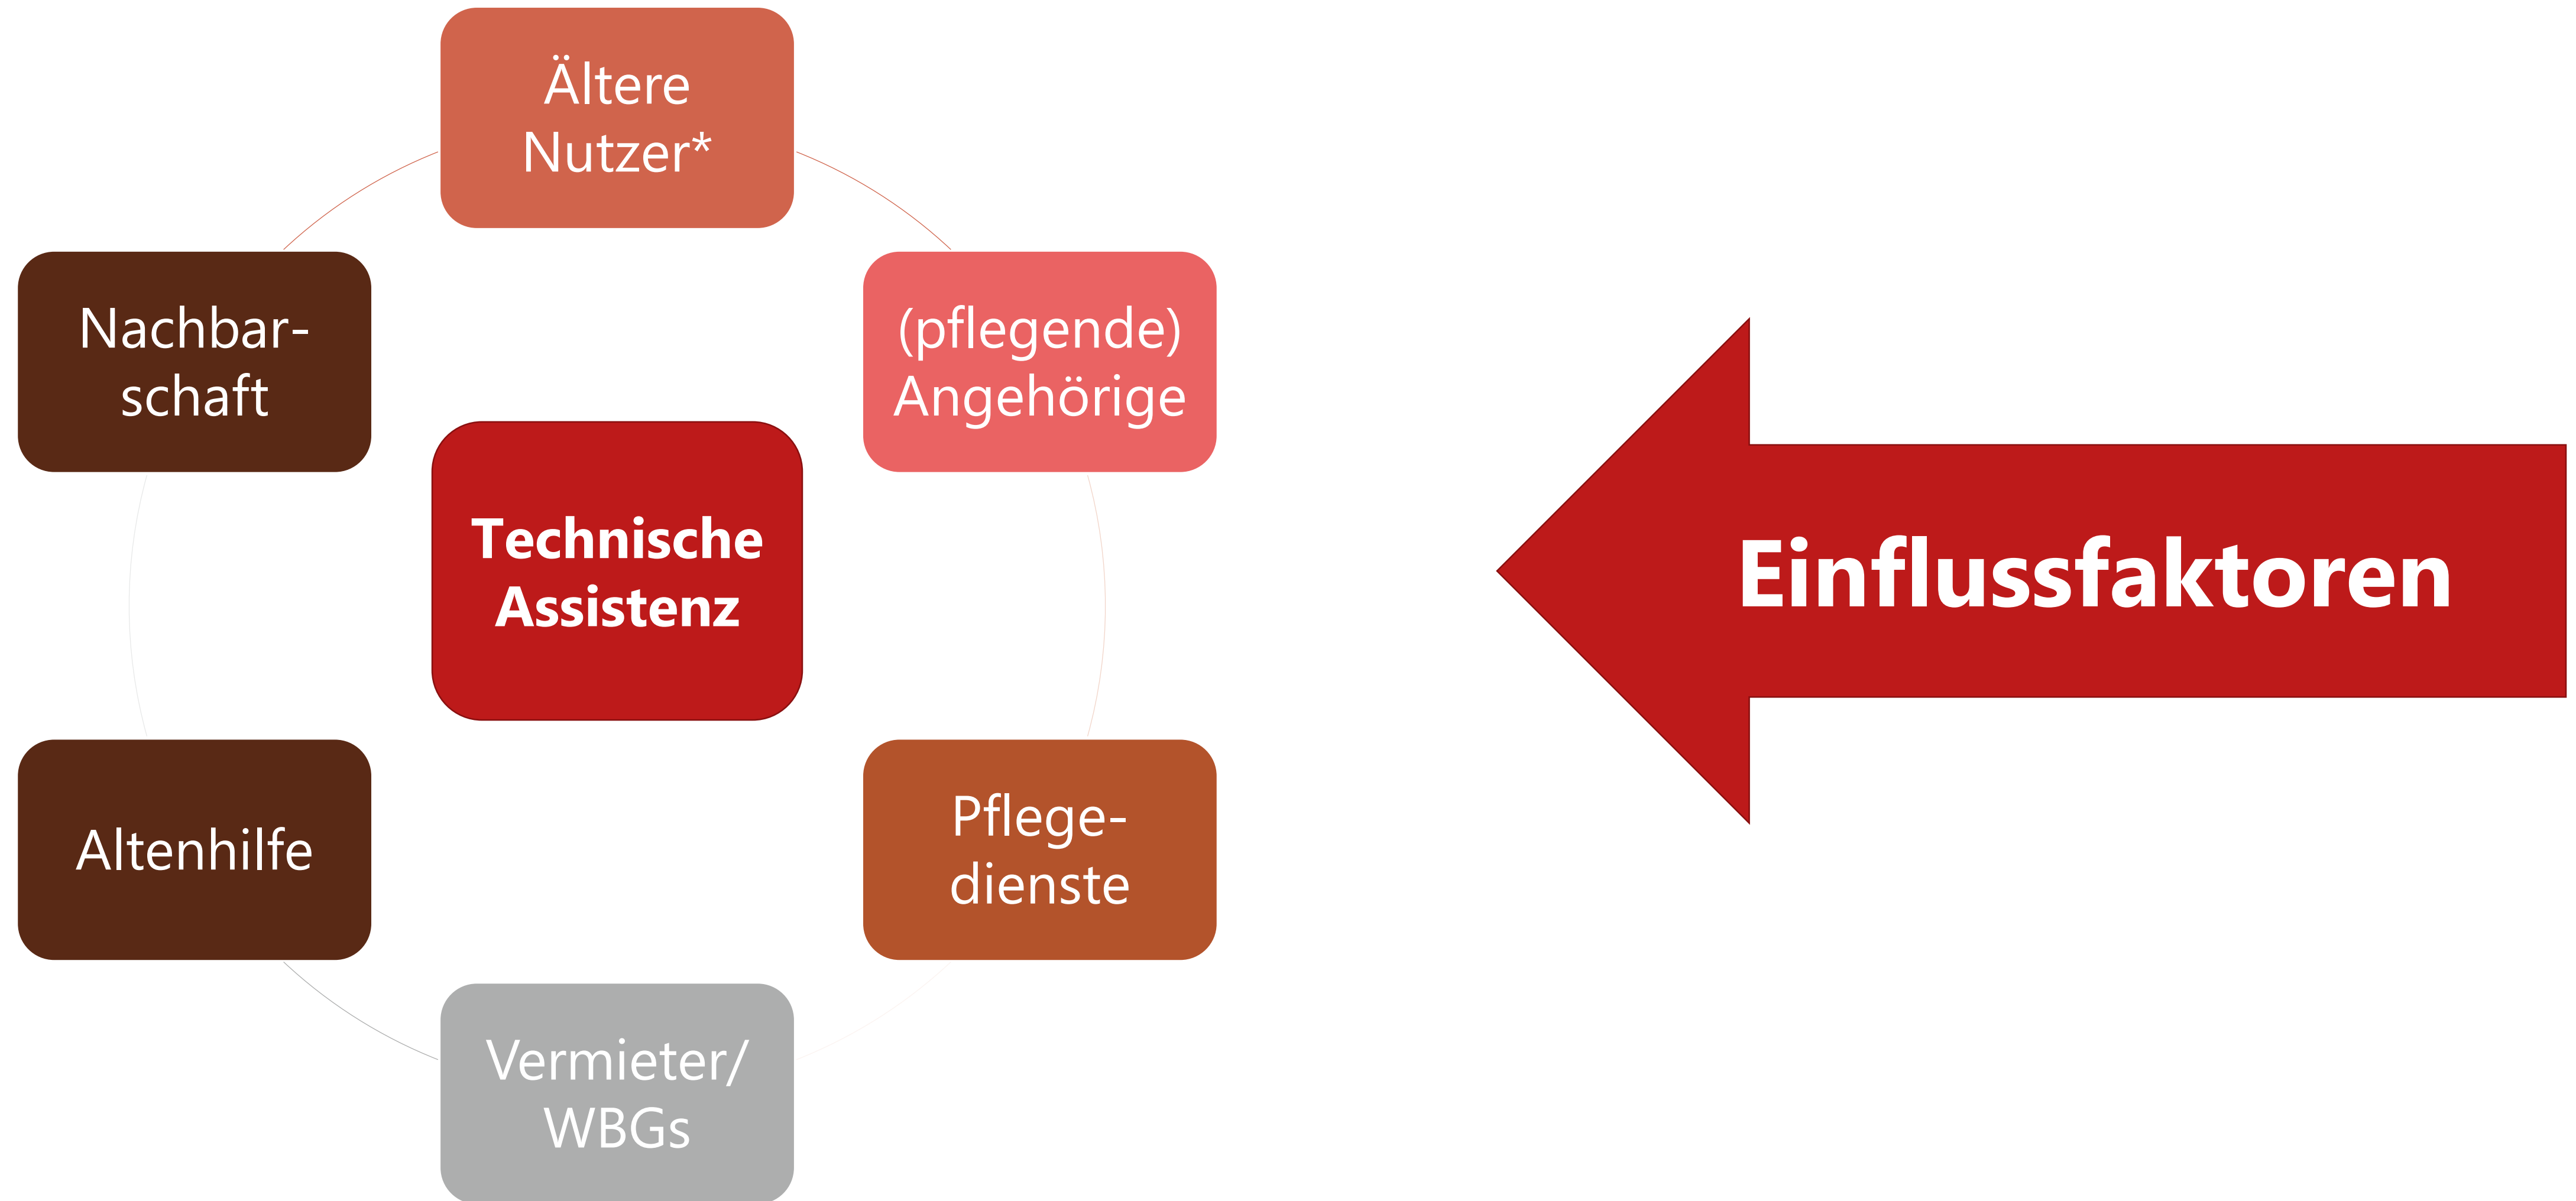 Ältere
Nutzer*
(pflegende)
Angehörige
Pflege-
dienste
Vermieter/
WBGs
Altenhilfe
Nachbar-
schaft
Technische
Assistenz
Einflussfaktoren